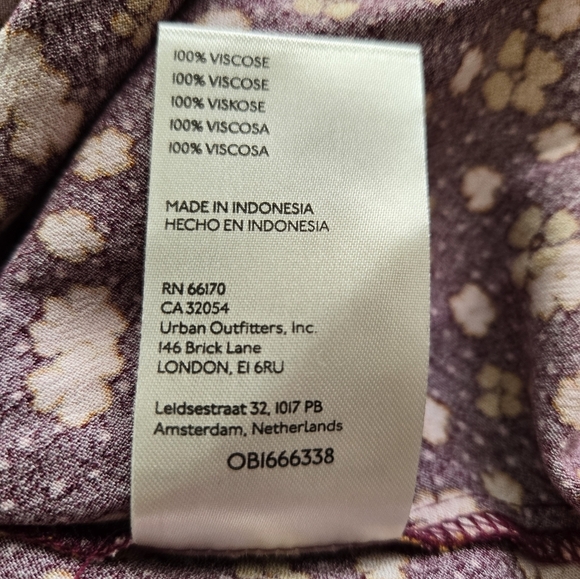 100% VISCOSE
100% VISCOSE
100% VISKOSE
100% VISCOSA
100% VISCOSA
MADE IN INDONESIA
HECHO EN INDONESIA
RN 66170
CA 32054
Urban Outfitters, Inc.
146 Brick Lane
LONDON, E1 6RU
Leidsestraat 32, 1017 PB
Amsterdam, Netherlands
OB1666338